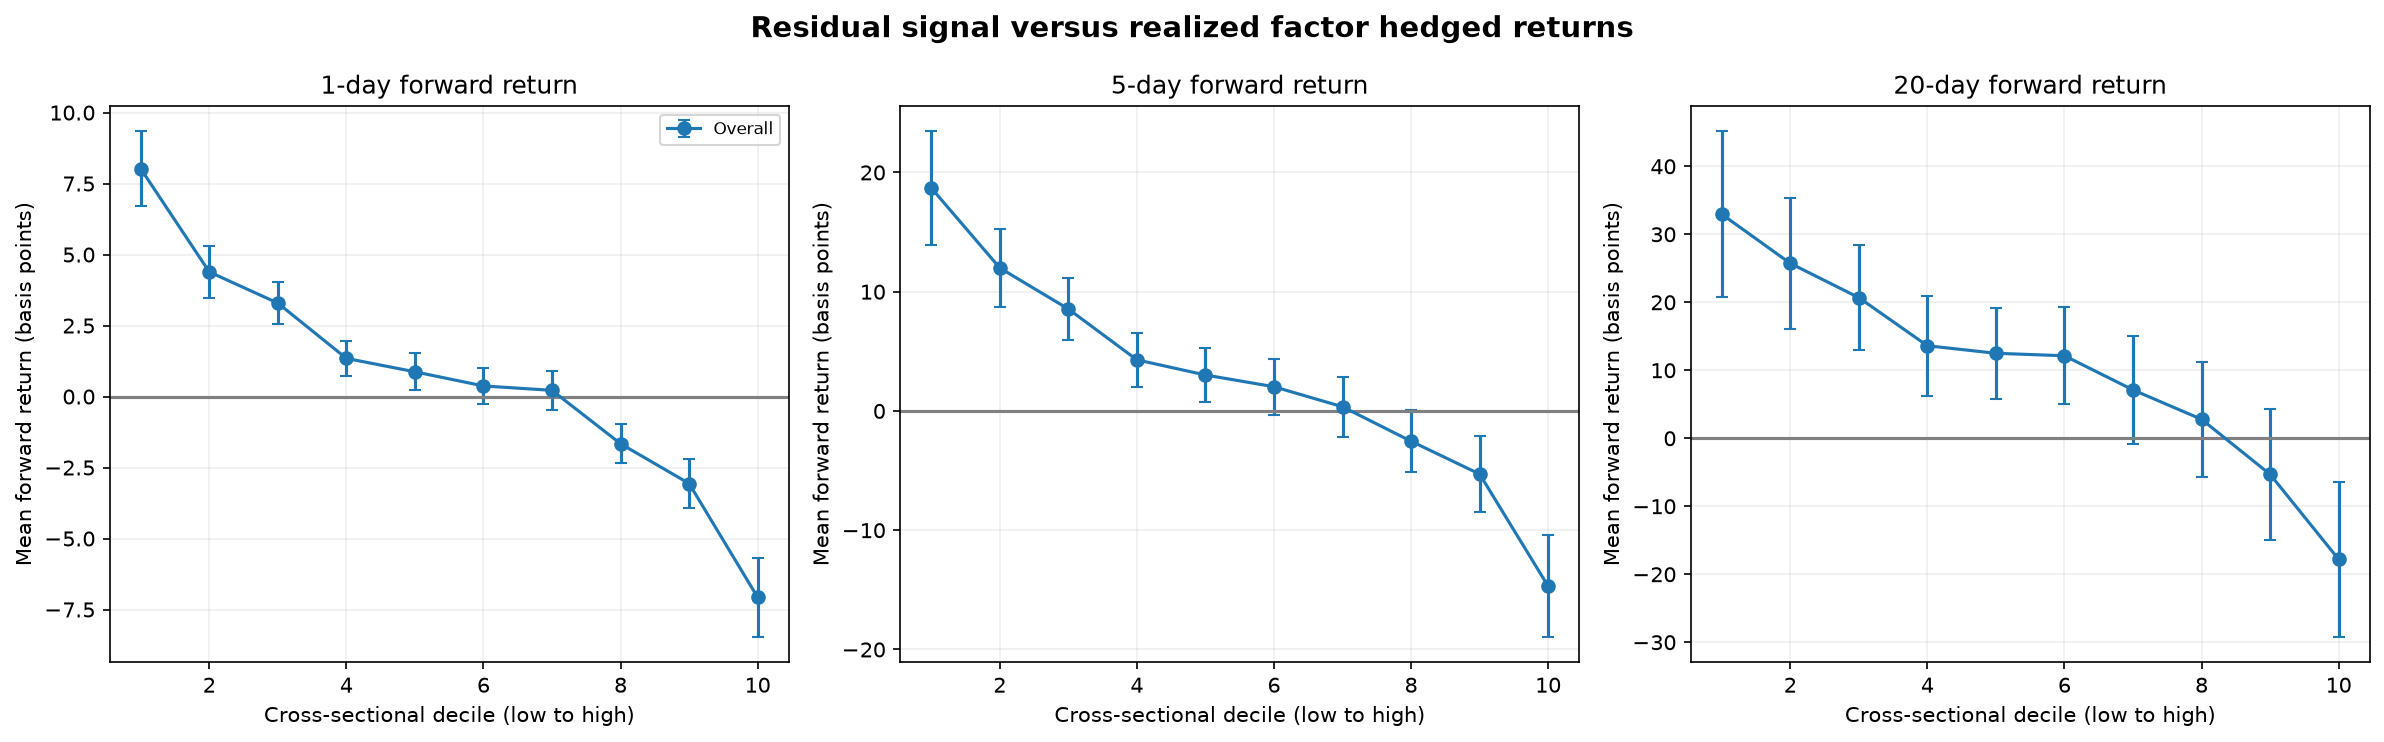 Residual signal versus realized factor hedged returns
1-day forward return
Mean forward return (basis points)
10.0
7.5
5.0
2.5
0.0
−2.5
−5.0
−7.5
Overall
2 4 6 8 10
Cross-sectional decile (low to high)
5-day forward return
Mean forward return (basis points)
20
10
0
−10
−20
2 4 6 8 10
Cross-sectional decile (low to high)
20-day forward return
Mean forward return (basis points)
40
30
20
10
0
−10
−20
−30
2 4 6 8 10
Cross-sectional decile (low to high)